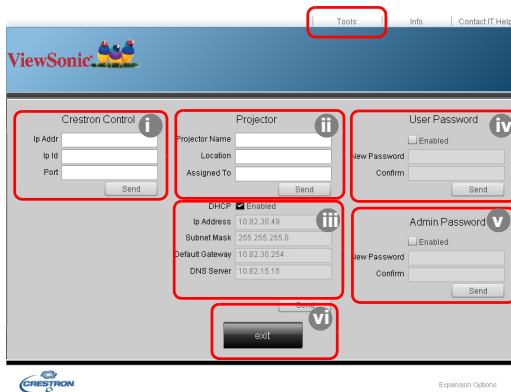 Tools
Info
Contact IT Help
ViewSonic
Crestron Control
i
Ip Addr
Ip Id
Port
Send
Projector
ii
Projector Name
Location
Assigned To
Send
DHCP Enabled
iii
Ip Address 10.82.30.49
Subnet Mask 255.255.255.0
Default Gateway 10.82.30.254
DNS Server 10.82.15.15
Send
User Password
iv
Enabled
New Password
Confirm
Send
Admin Password
v
Enabled
New Password
Confirm
Send
vi
exit
CRESTRON
Expansion Options